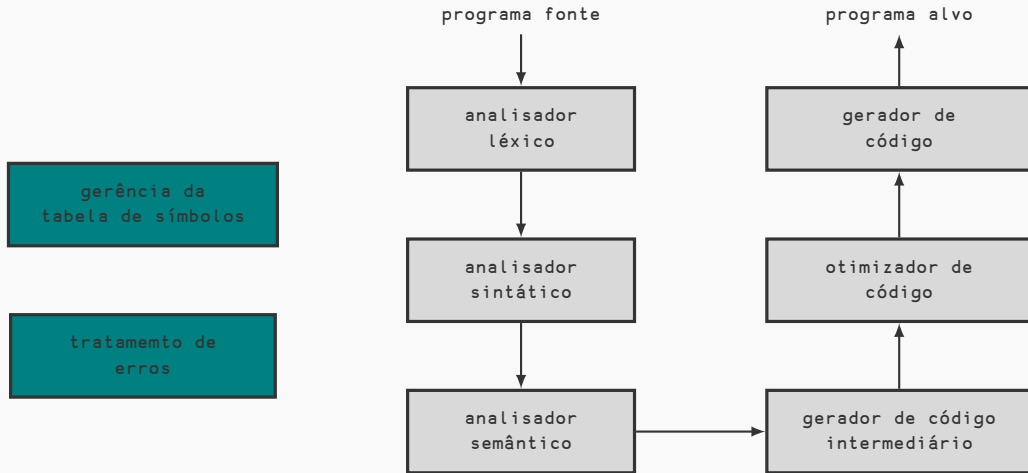 programa fonte
programa alvo
analisador
léxico
gerador de
código
gerência da
tabela de símbolos
analisador
sintático
otimizador de
código
tratamemto de
erros
analisador
semântico
gerador de código
intermediário